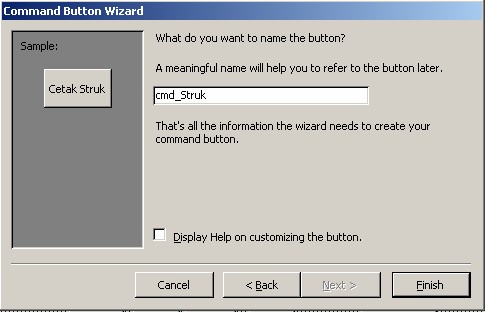 Command Button Wizard
Sample:
Cetak Struk
What do you want to name the button?
A meaningful name will help you to refer to the button later.
cmd_Struk
That's all the information the wizard needs to create your
command button.
Display Help on customizing the button.
Cancel
< Back
Next >
Finish